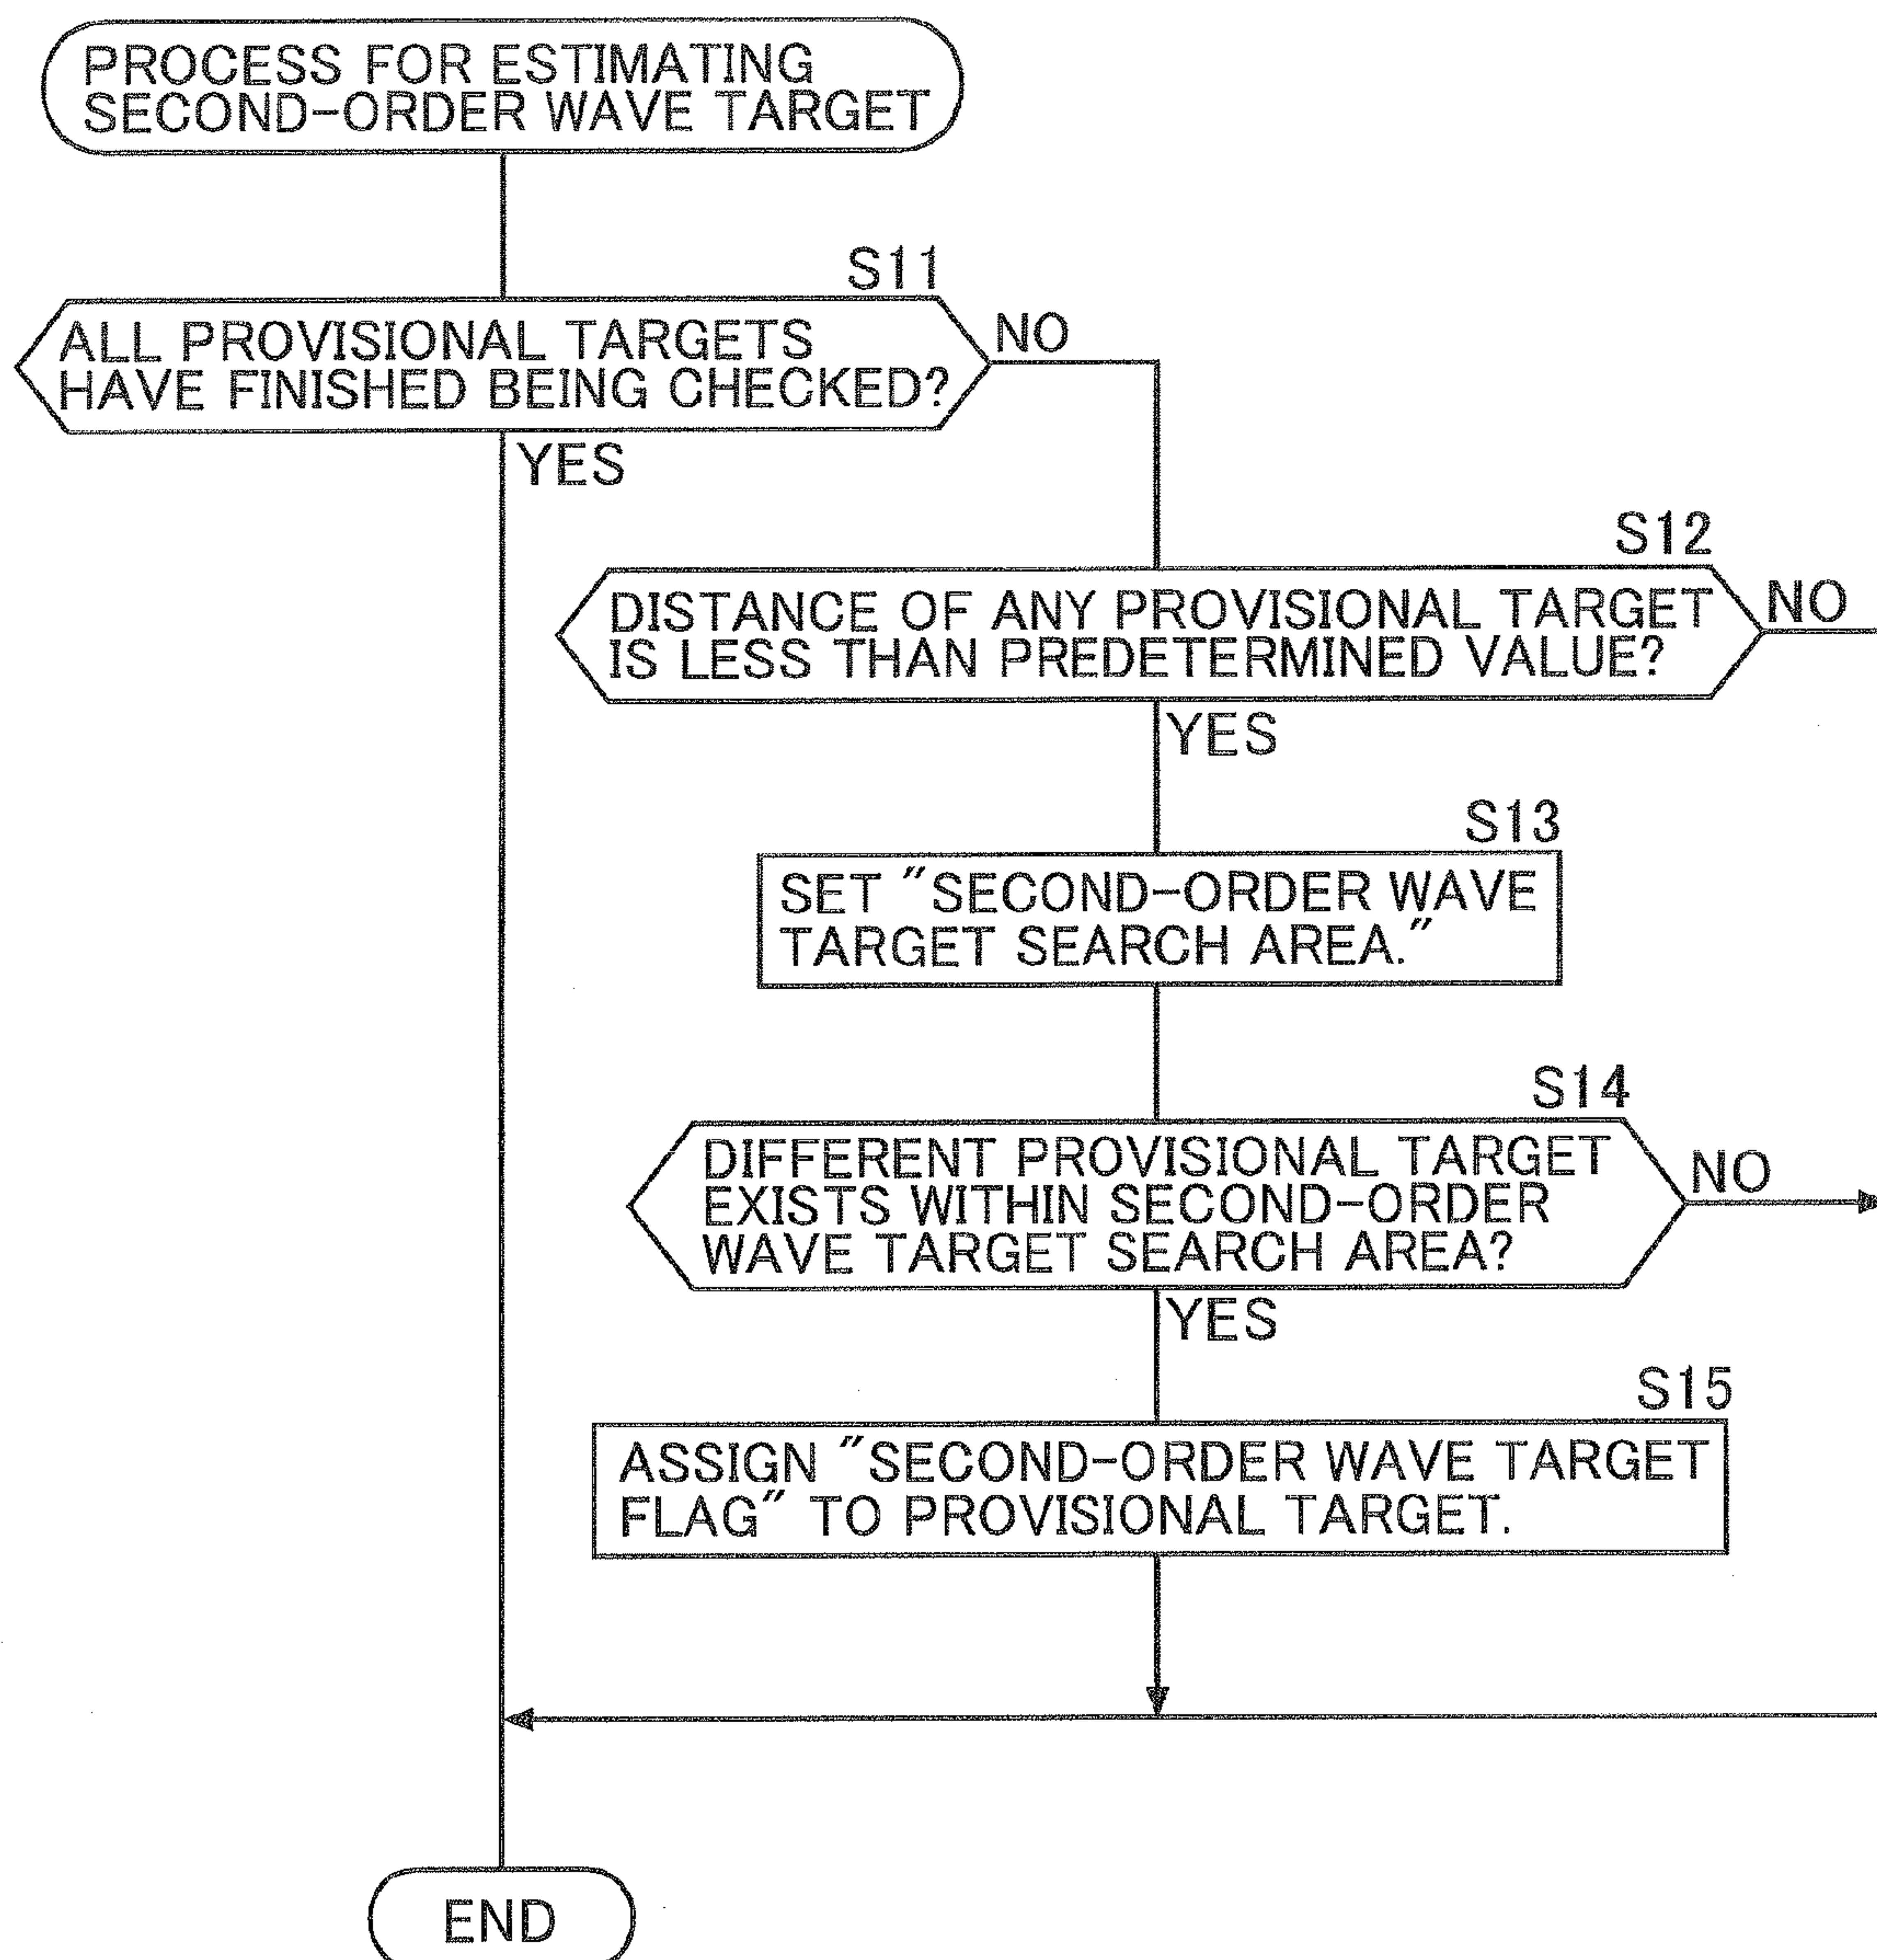 PROCESS FOR ESTIMATING
SECOND-ORDER WAVE TARGET
S11
ALL PROVISIONAL TARGETS
HAVE FINISHED BEING CHECKED?
NO
YES
S12
DISTANCE OF ANY PROVISIONAL TARGET
IS LESS THAN PREDETERMINED VALUE?
NO
YES
S13
SET "SECOND-ORDER WAVE
TARGET SEARCH AREA."
S14
DIFFERENT PROVISIONAL TARGET
EXISTS WITHIN SECOND-ORDER
WAVE TARGET SEARCH AREA?
NO
YES
S15
ASSIGN "SECOND-ORDER WAVE TARGET
FLAG" TO PROVISIONAL TARGET.
END